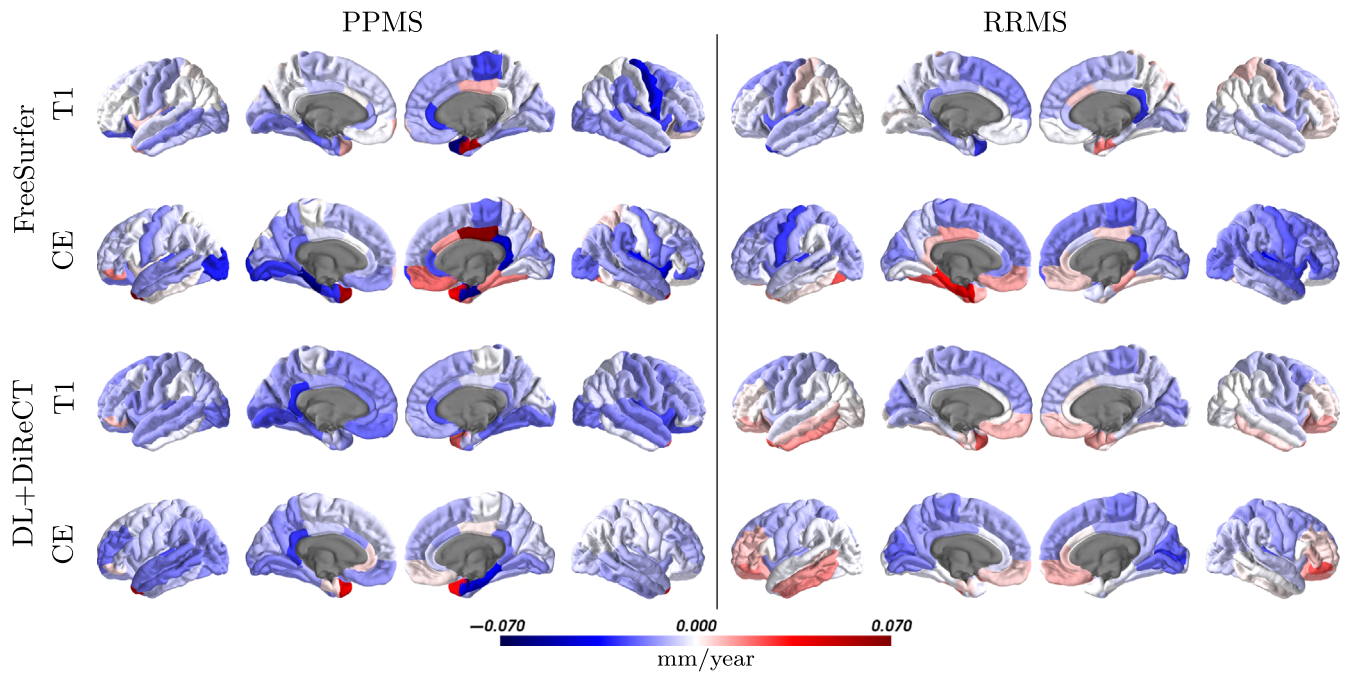 PPMS
RRMS
FreeSurfer
T1
CE
DL+DiReCT
T1
CE
−0.070
0.000
0.070
mm/year